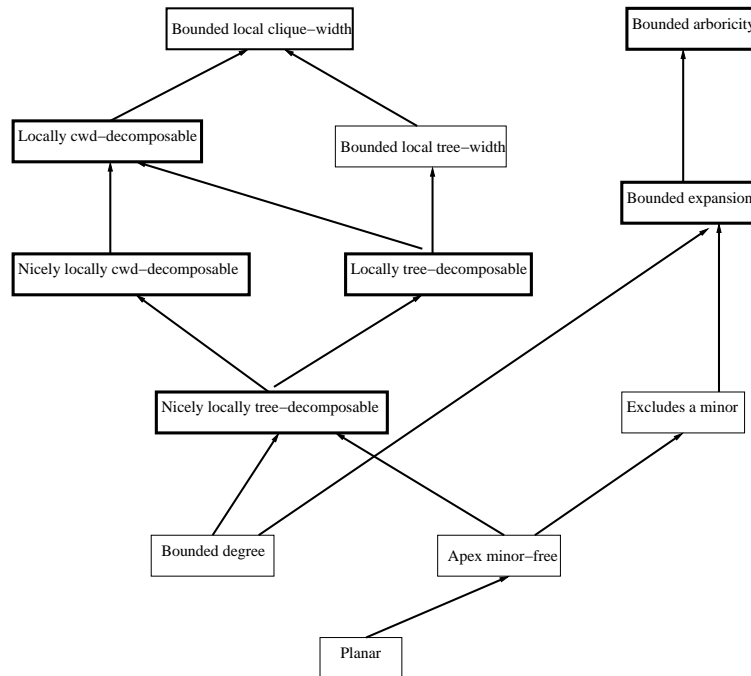 Bounded local clique−width
Bounded arboricity
Locally cwd−decomposable
Bounded local tree−width
Bounded expansion
Nicely locally cwd−decomposable
Locally tree−decomposable
Nicely locally tree−decomposable
Excludes a minor
Bounded degree
Apex minor−free
Planar